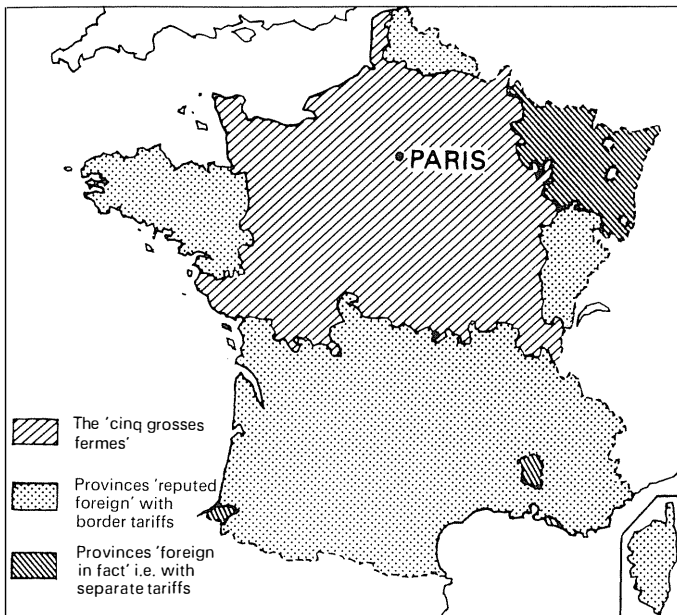 PARIS
The 'cinq grosses
fermes'
Provinces 'reputed
foreign' with
border tariffs
Provinces 'foreign
in fact' i.e. with
separate tariffs